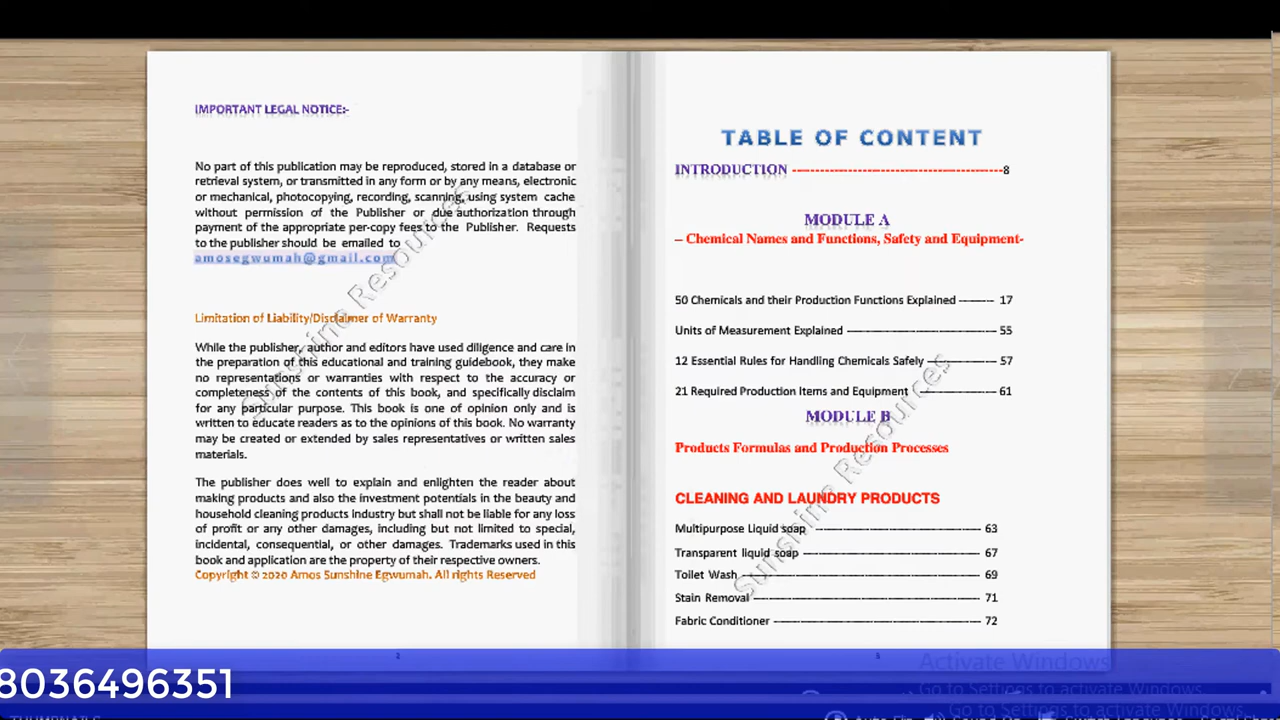 IMPORTANT LEGAL NOTICE:-
No part of this publication may be reproduced, stored in a database or
retrieval system, or transmitted in any form or by any means, electronic
or mechanical, photocopying, recording, scanning, using system cache
without permission of the Publisher or due authorization through
payment of the appropriate per-copy fees to the Publisher. Requests
to the publisher should be emailed to
amosegwumah@gmail.com
Limitation of Liability/Disclaimer of Warranty
While the publisher, author and editors have used diligence and care in
the preparation of this educational and training guidebook, they make
no representations or warranties with respect to the accuracy or
completeness of the contents of this book, and specifically disclaim
for any particular purpose. This book is one of opinion only and is
written to educate readers as to the opinions of this book. No warranty
may be created or extended by sales representatives or written sales
materials.
The publisher does well to explain and enlighten the reader about
making products and also the investment potentials in the beauty and
household cleaning products industry but shall not be liable for any loss
of profit or any other damages, including but not limited to special,
incidental, consequential, or other damages. Trademarks used in this
book and application are the property of their respective owners.
Copyright © 2020 Amos Sunshine Egwumah. All rights Reserved
Sunshine Resources
2
TABLE OF CONTENT
INTRODUCTION ----------------------------------------8
MODULE A
– Chemical Names and Functions, Safety and Equipment-
50 Chemicals and their Production Functions Explained ------- 17
Units of Measurement Explained ---------------------------- 55
12 Essential Rules for Handling Chemicals Safely ------------- 57
21 Required Production Items and Equipment --------------- 61
MODULE B
Products Formulas and Production Processes
CLEANING AND LAUNDRY PRODUCTS
Multipurpose Liquid soap -------------------------------- 63
Transparent liquid soap ---------------------------------- 67
Toilet Wash---------------------------------------------- 69
Stain Removal-------------------------------------------- 71
Fabric Conditioner --------------------------------------- 72
Sunshine Resources
8036496351
Activate Windows
Go to Settings to activate Windows.
Go to Settings to activate Windows.
THUMBNAILS
Auto Flip